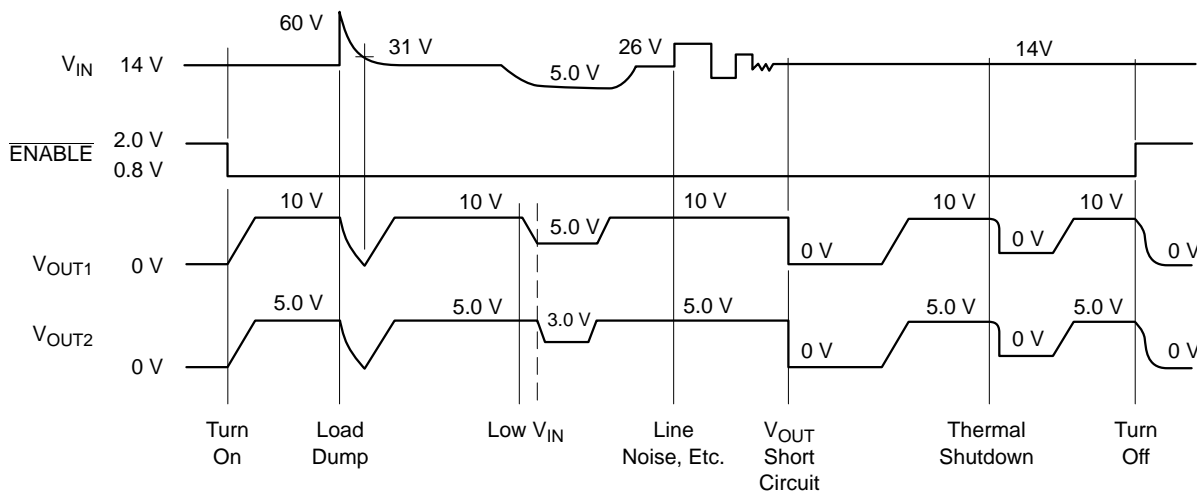 60 V
31 V
26 V
14V
V_IN 14 V
5.0 V
ENABLE
2.0 V
0.8 V
10 V 10 V 5.0 V 10 V 10 V 10 V
V_OUT1 0 V 0 V 0 V 0 V
5.0 V 5.0 V 3.0 V 5.0 V 5.0 V 5.0 V
V_OUT2 0 V 0 V 0 V 0 V
Turn
On
Load
Dump
Low V_IN
Line
Noise, Etc.
V_OUT
Short
Circuit
Thermal
Shutdown
Turn
Off